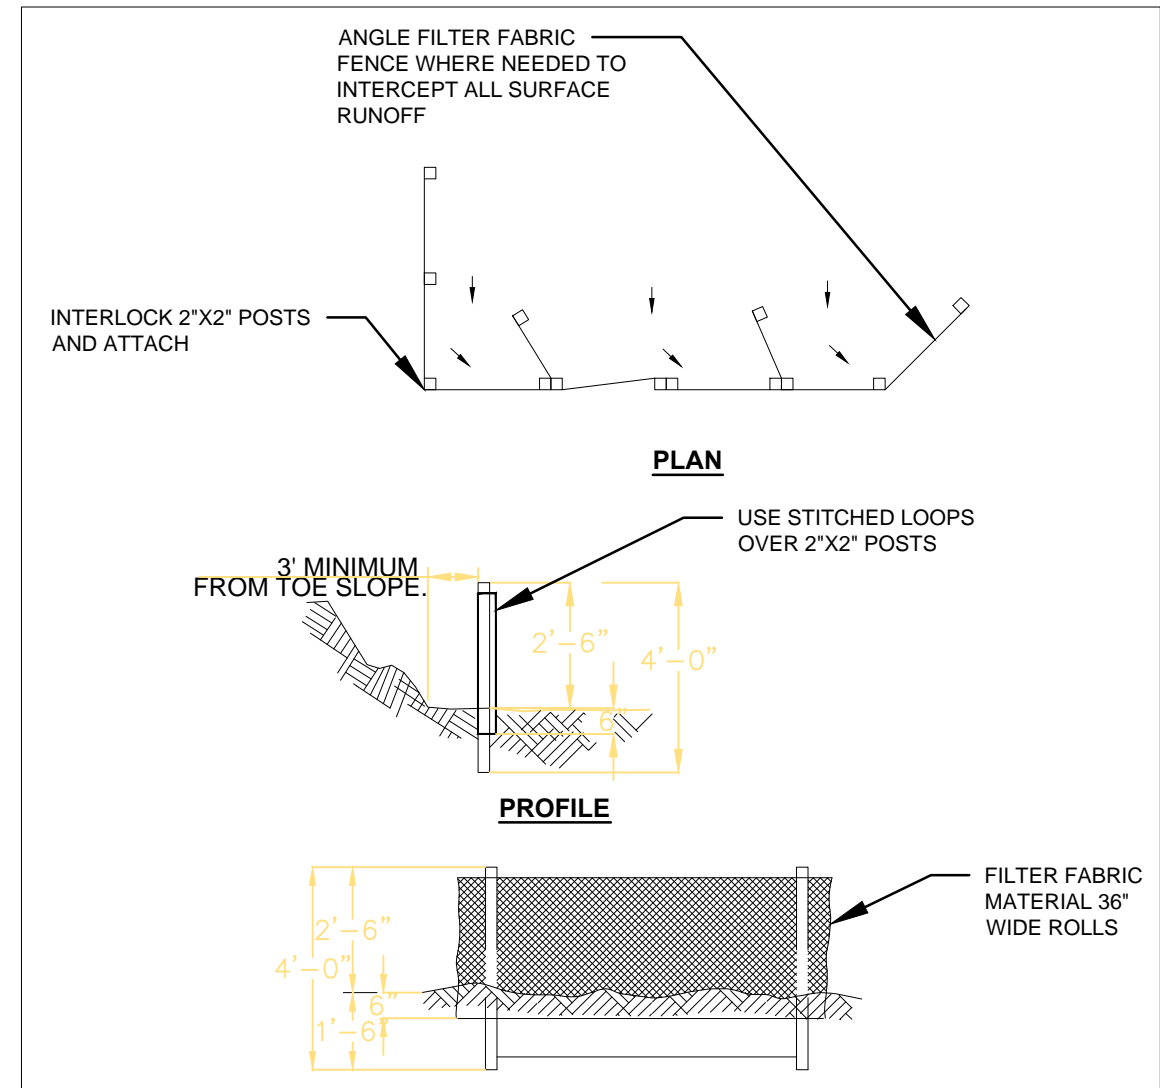 ANGLE FILTER FABRIC
FENCE WHERE NEEDED TO
INTERCEPT ALL SURFACE
RUNOFF
INTERLOCK 2"X2" POSTS
AND ATTACH
PLAN
USE STITCHED LOOPS
OVER 2"X2" POSTS
3' MINIMUM
FROM TOE SLOPE.
2'-6"
4'-0"
6"
PROFILE
FILTER FABRIC
MATERIAL 36"
WIDE ROLLS
2'-6"
4'-0"
6"
1'-6"